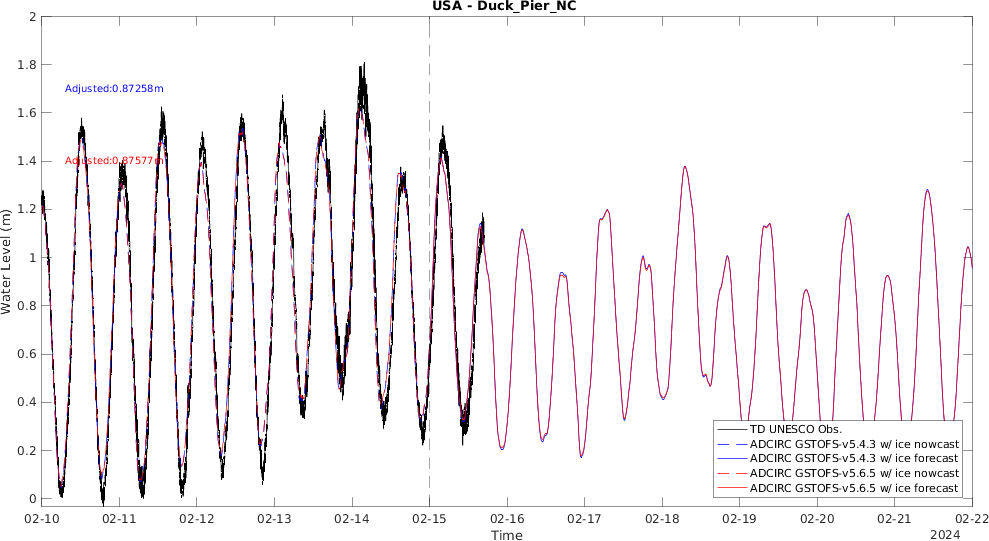 USA - Duck_Pier_NC
2
1.8
1.6
1.4
1.2
1
0.8
0.6
0.4
0.2
0
Water Level (m)
Adjusted:0.87258m
Adjusted:0.87577m
TD UNESCO Obs.
ADCIRC GSTOFS-v5.4.3 w/ ice nowcast
ADCIRC GSTOFS-v5.4.3 w/ ice forecast
ADCIRC GSTOFS-v5.6.5 w/ ice nowcast
ADCIRC GSTOFS-v5.6.5 w/ ice forecast
02-10 02-11 02-12 02-13 02-14 02-15 02-16 02-17 02-18 02-19 02-20 02-21 02-22
Time
2024